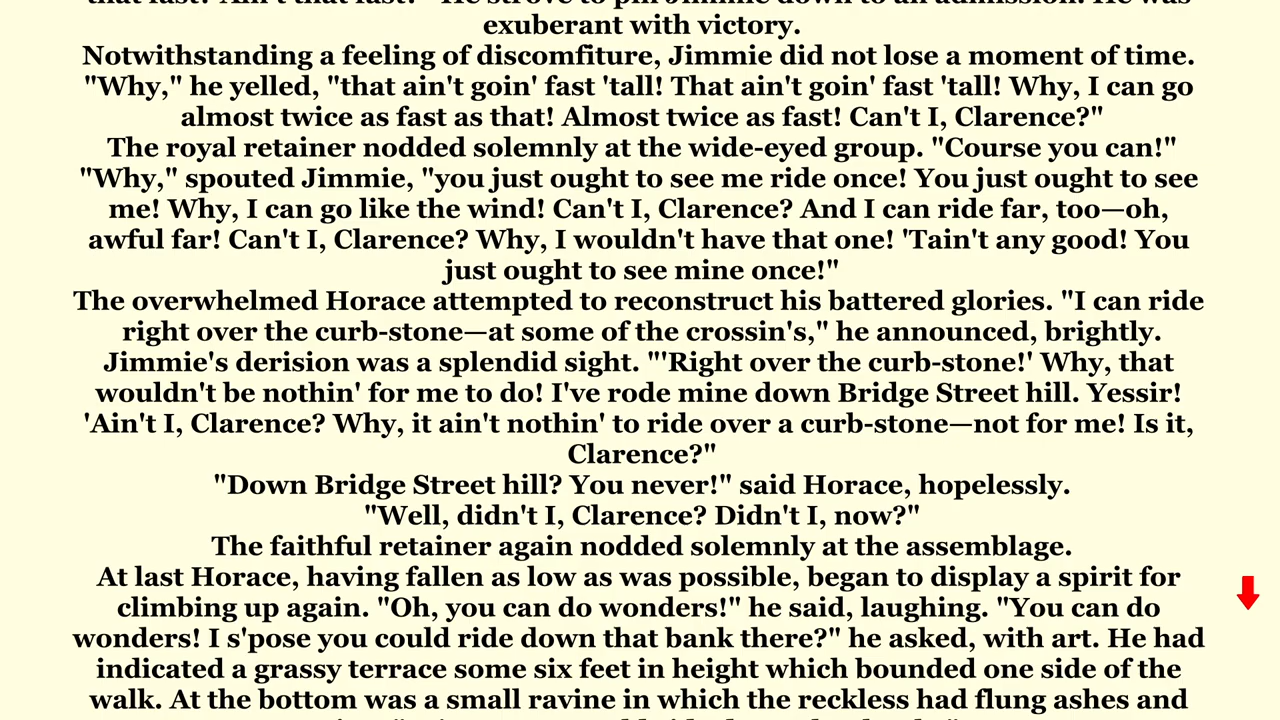 exuberant with victory.
Notwithstanding a feeling of discomfiture, Jimmie did not lose a moment of time.
"Why," he yelled, "that ain't goin' fast 'tall! That ain't goin' fast 'tall! Why, I can go
almost twice as fast as that! Almost twice as fast! Can't I, Clarence?"
The royal retainer nodded solemnly at the wide-eyed group. "Course you can!"
"Why," spouted Jimmie, "you just ought to see me ride once! You just ought to see
me! Why, I can go like the wind! Can't I, Clarence? And I can ride far, too—oh,
awful far! Can't I, Clarence? Why, I wouldn't have that one! 'Tain't any good! You
just ought to see mine once!"
The overwhelmed Horace attempted to reconstruct his battered glories. "I can ride
right over the curb-stone—at some of the crossin's," he announced, brightly.
Jimmie's derision was a splendid sight. "'Right over the curb-stone!' Why, that
wouldn't be nothin' for me to do! I've rode mine down Bridge Street hill. Yessir!
'Ain't I, Clarence? Why, it ain't nothin' to ride over a curb-stone—not for me! Is it,
Clarence?"
"Down Bridge Street hill? You never!" said Horace, hopelessly.
"Well, didn't I, Clarence? Didn't I, now?"
The faithful retainer again nodded solemnly at the assemblage.
At last Horace, having fallen as low as was possible, began to display a spirit for
climbing up again. "Oh, you can do wonders!" he said, laughing. "You can do
wonders! I s'pose you could ride down that bank there?" he asked, with art. He had
indicated a grassy terrace some six feet in height which bounded one side of the
walk. At the bottom was a small ravine in which the reckless had flung ashes and